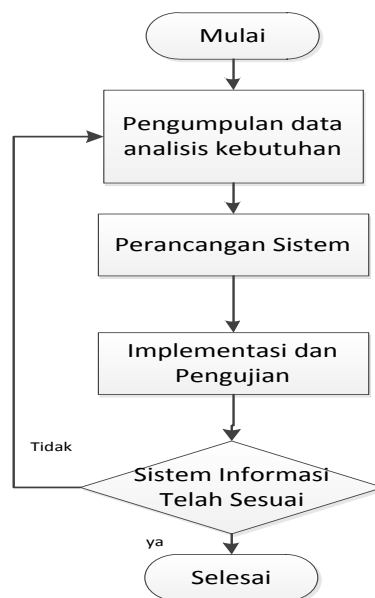 Mulai
Pengumpulan data
analisis kebutuhan
Perancangan Sistem
Implementasi dan
Pengujian
Tidak
Sistem Informasi
Telah Sesuai
ya
Selesai